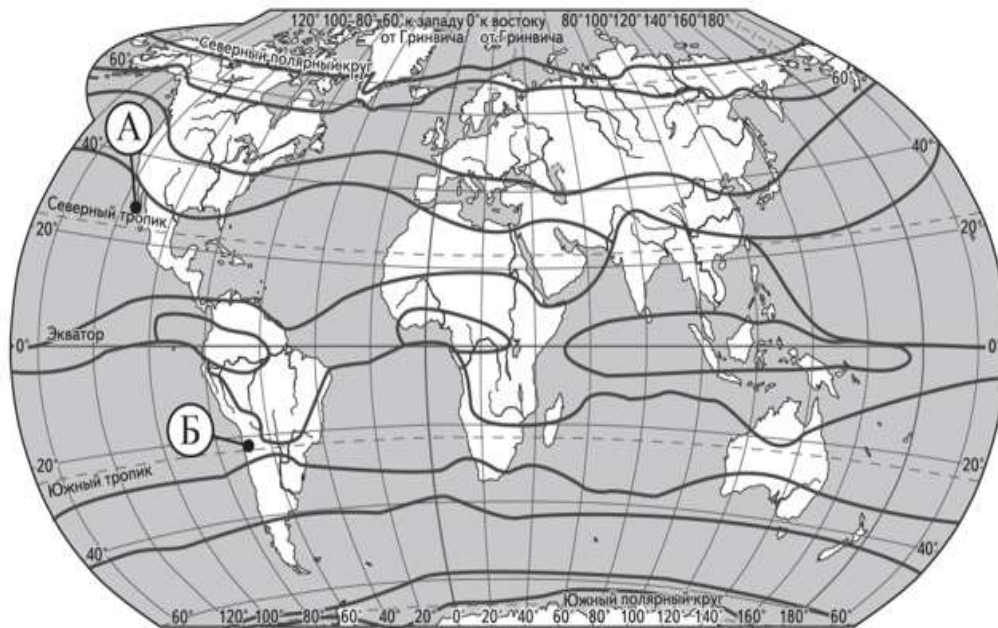 120° 100° 80° 60° к западу 0° к востоку 80° 100° 120° 140° 160° 180°
от Гринвича от Гринвича
Северный полярный круг
60° 60°
А
40° 40°
Северный тропик
20° 20°
Экватор
0° 0°
Б
20° 20°
Южный тропик
40° 40°
Южный полярный круг
60° 120° 100° 80° 60° 40° 20° 0° 20° 40° 60° 80° 100° 120° 140° 160° 180° 60°